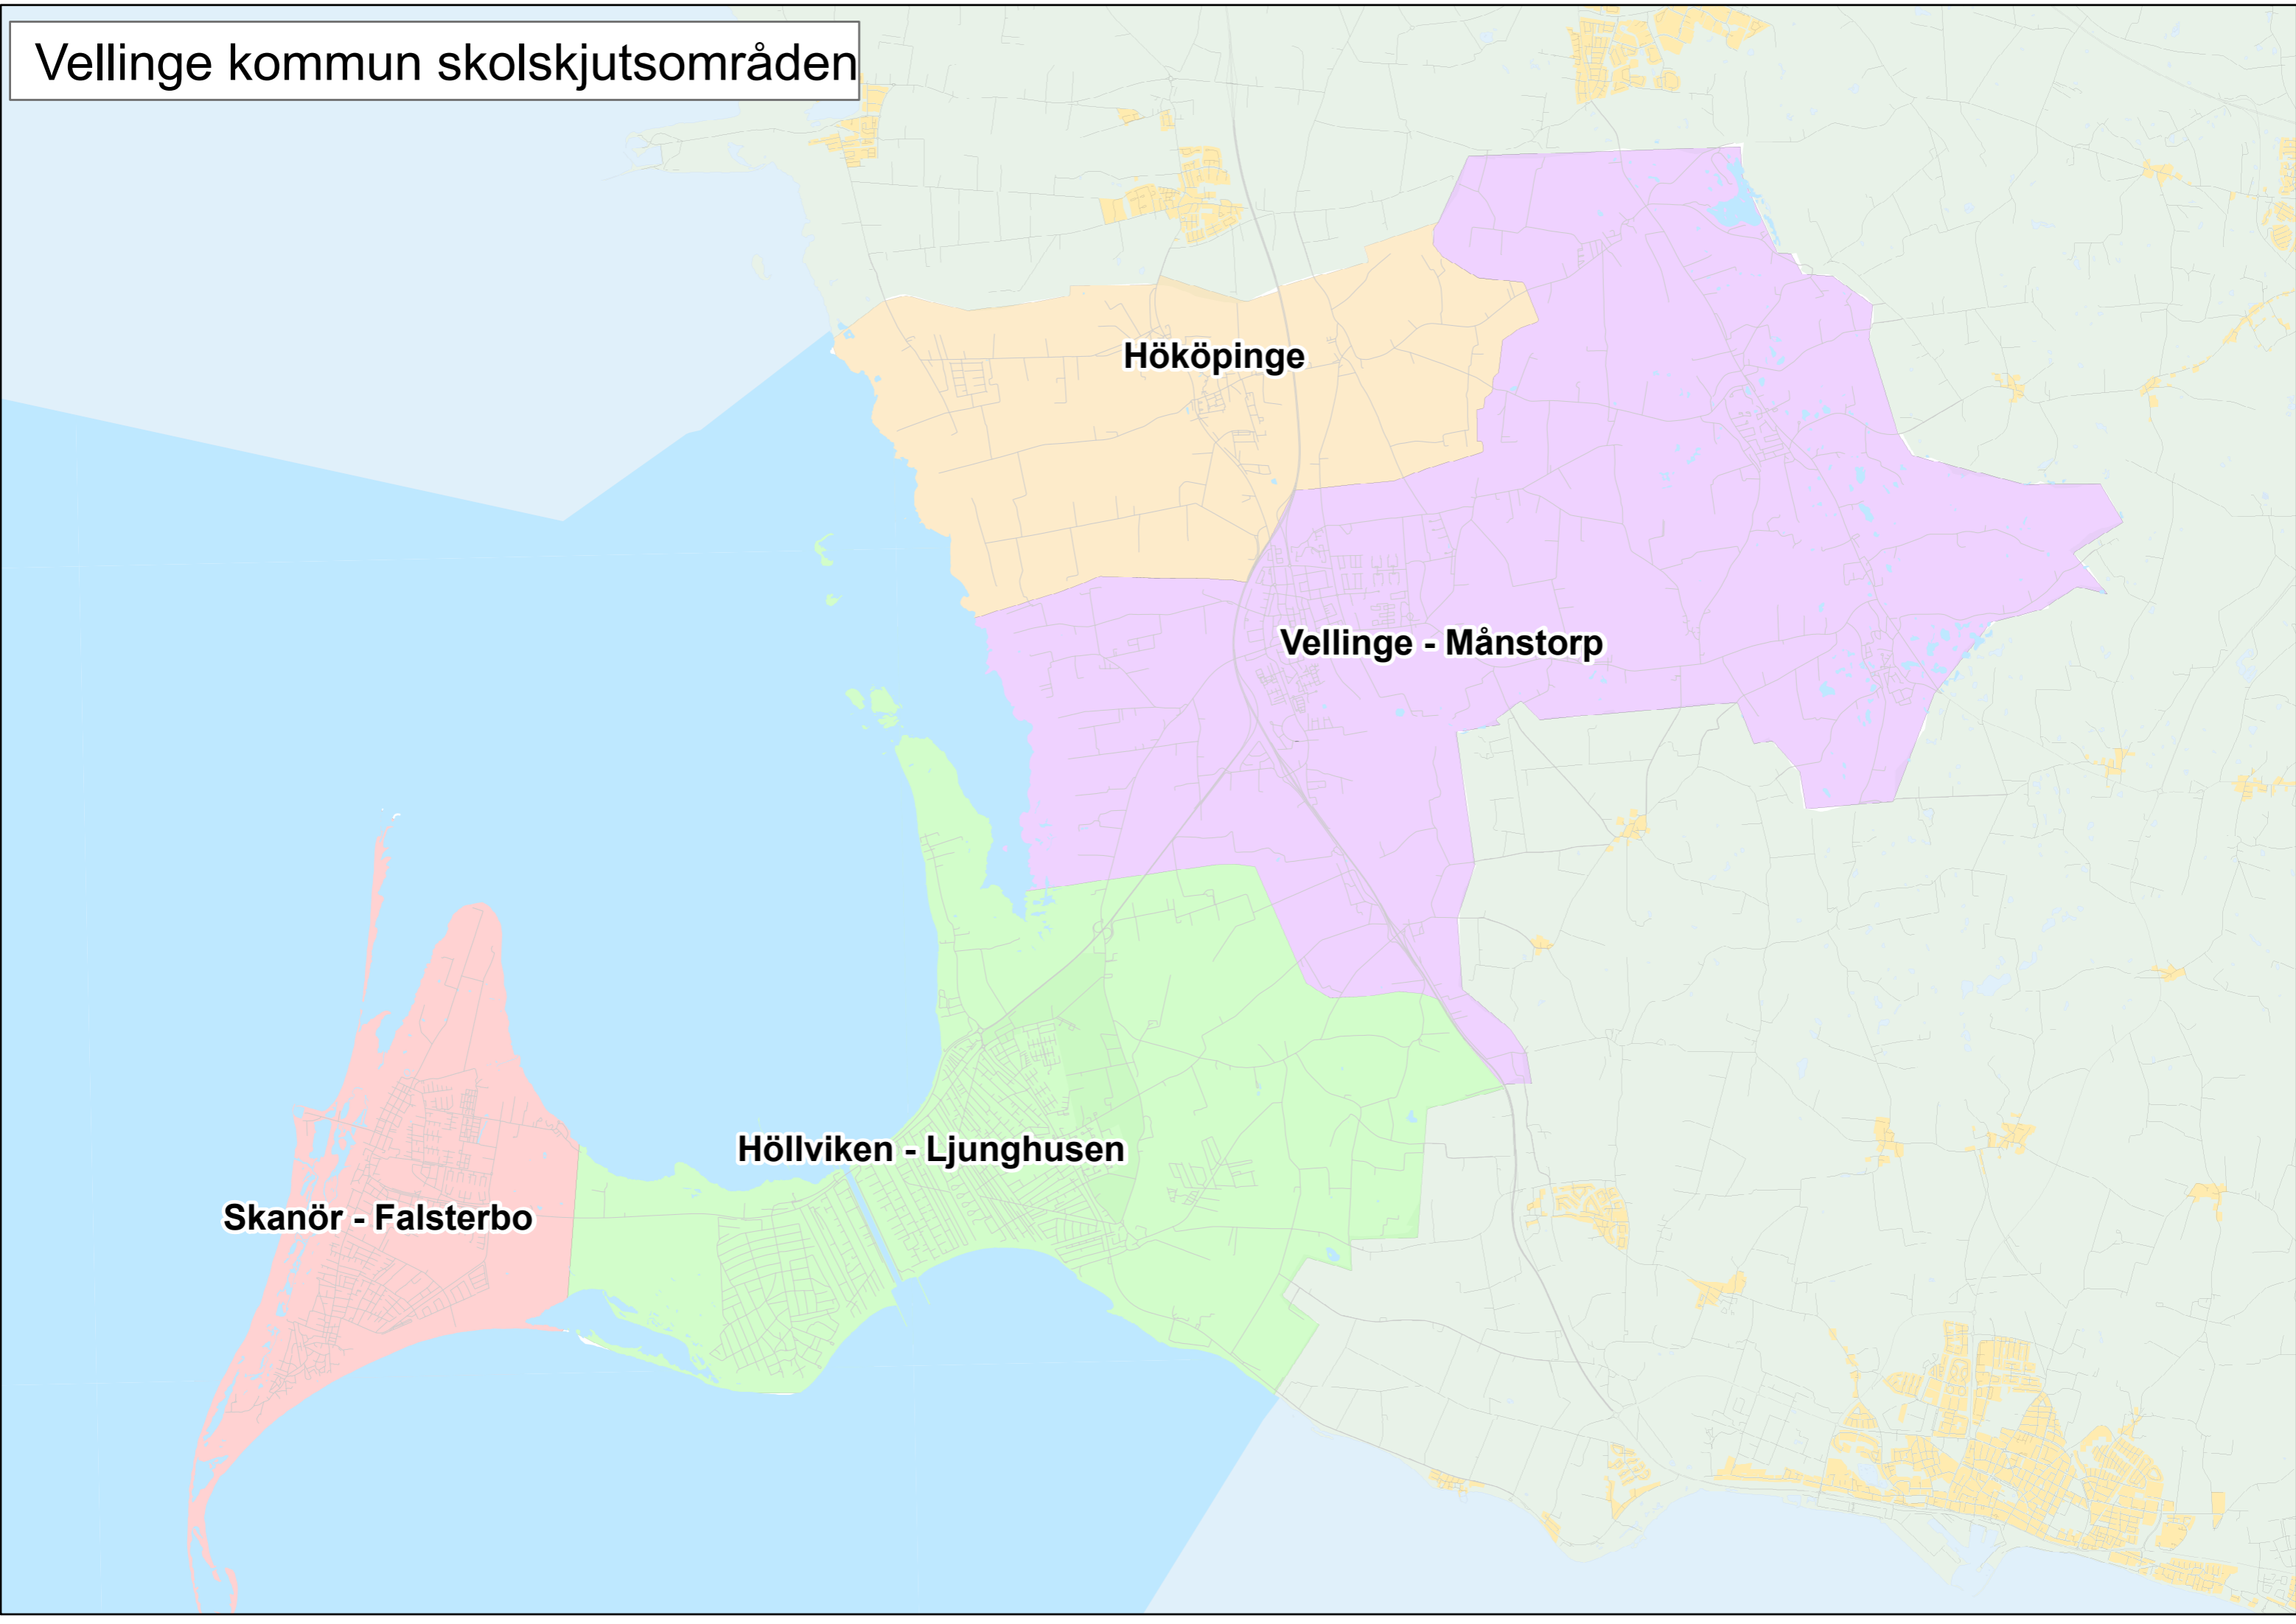 Vellinge kommun skolskjutsområden
Hököpinge
Vellinge - Månstorp
Höllviken - Ljunghusen
Skanör - Falsterbo